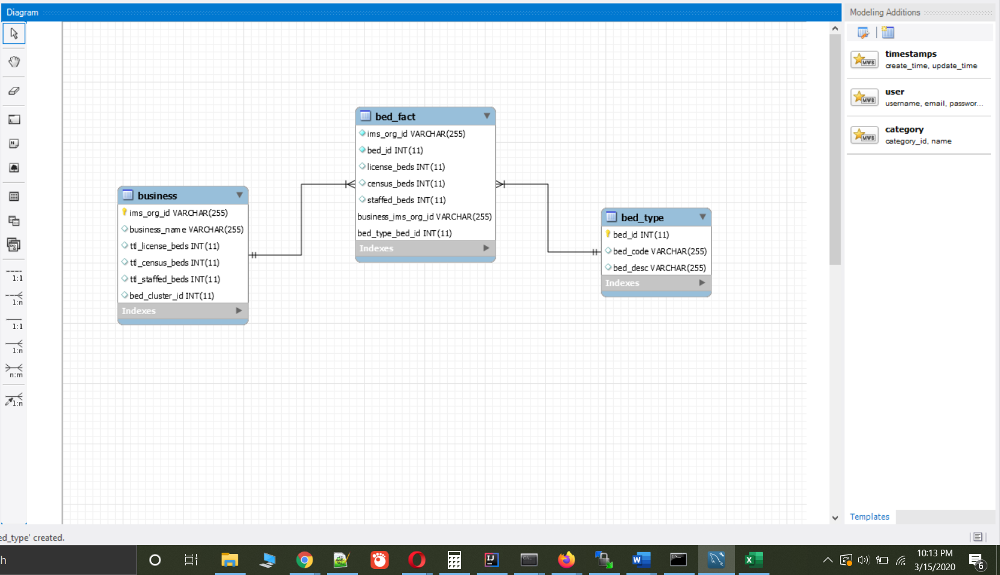 Diagram
Modeling Additions
timestamps
create_time, update_time
user
username, email, passwor...
category
category_id, name
bed_fact
ims_org_id VARCHAR(255)
bed_id INT(11)
license_beds INT(11)
census_beds INT(11)
staffed_beds INT(11)
business_ims_org_id VARCHAR(255)
bed_type_bed_id INT(11)
Indexes
business
ims_org_id VARCHAR(255)
business_name VARCHAR(255)
ttl_license_beds INT(11)
ttl_census_beds INT(11)
ttl_staffed_beds INT(11)
bed_cluster_id INT(11)
Indexes
bed_type
bed_id INT(11)
bed_code VARCHAR(255)
bed_desc VARCHAR(255)
Indexes
1:1
1:n
1:1
1:n
n:m
1:n
Templates
ed_type' created.
h
10:13 PM
3/15/2020
6